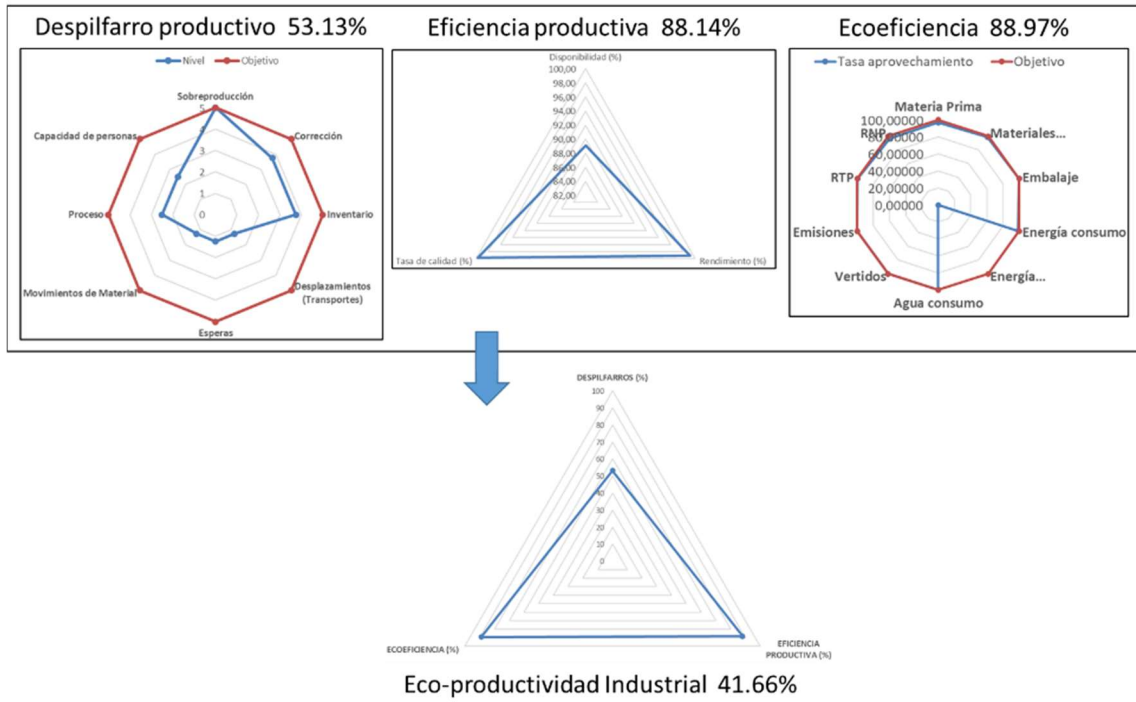 Despilfarro productivo 53.13%
Nivel
Objetivo
Sobreproducción
Corrección
Inventario
Desplazamientos
(Transportes)
Esperas
Movimientos de Material
Proceso
Capacidad de personas
5
4
3
2
1
0
Eficiencia productiva 88.14%
Disponibilidad (%)
100,00
98,00
96,00
94,00
92,00
90,00
88,00
86,00
84,00
82,00
Tasa de calidad (%)
Rendimiento (%)
Ecoeficiencia 88.97%
Tasa aprovechamiento
Objetivo
Materia Prima
Materiales...
Embalaje
Energía consumo
Energía...
Agua consumo
Vertidos
Emisiones
RTP
RNP
100,00000
80,00000
60,00000
40,00000
20,00000
0,00000
DESPILFARROS (%)
100
90
80
70
60
50
40
30
20
10
0
ECOEFICIENCIA (%)
EFICIENCIA
PRODUCTIVA (%)
Eco-productividad Industrial 41.66%